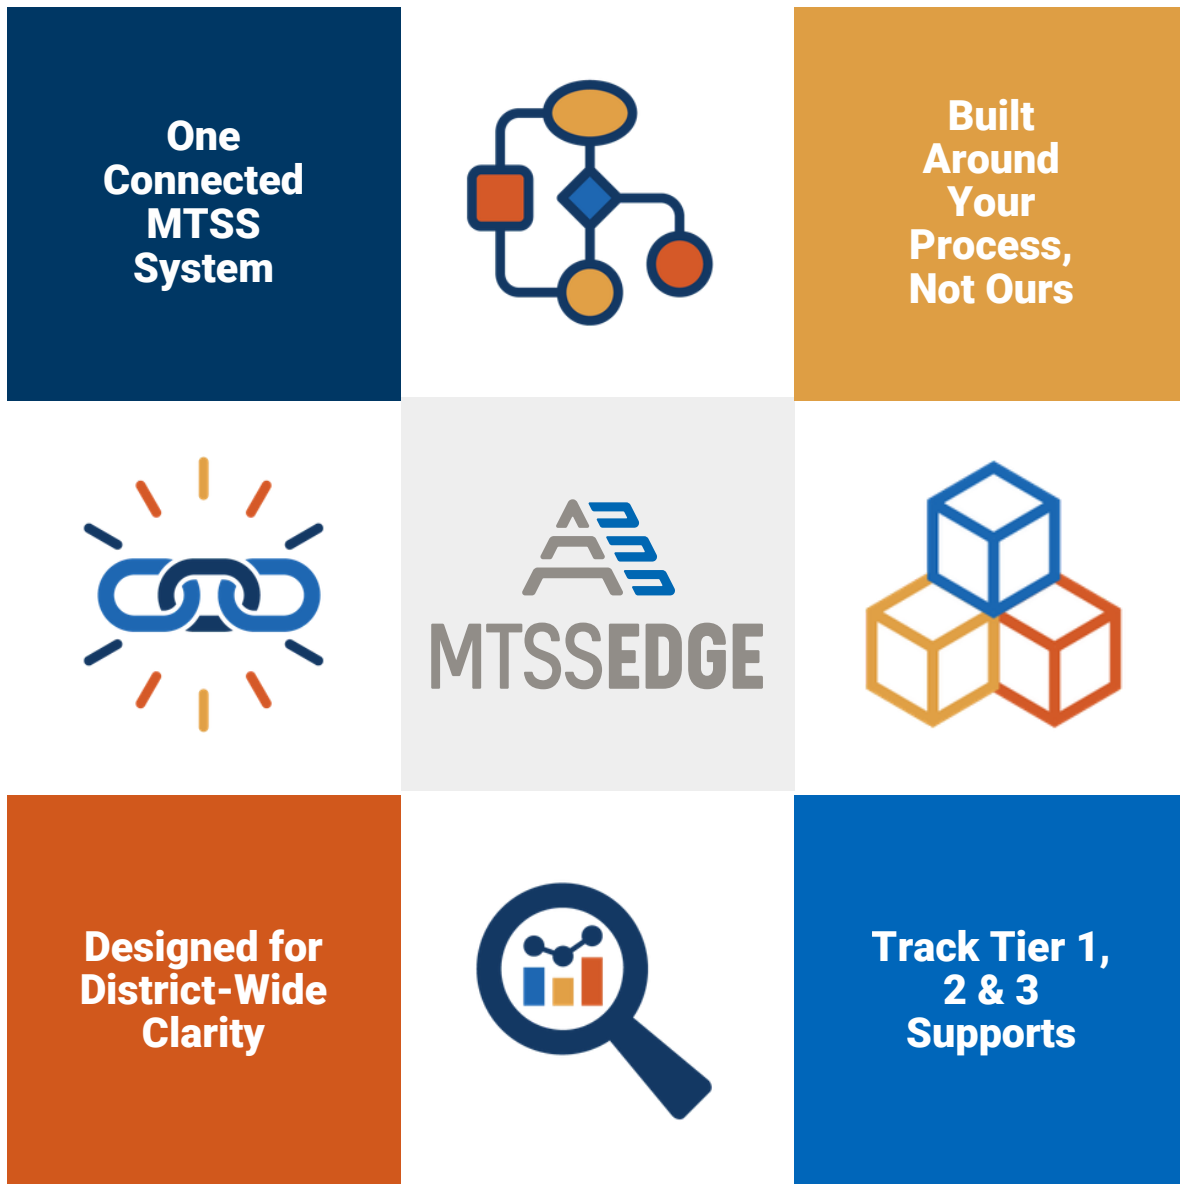 One
Connected
MTSS
System
Built
Around
Your
Process,
Not Ours
MTSSEDGE
Designed for
District-Wide
Clarity
Track Tier 1,
2 & 3
Supports